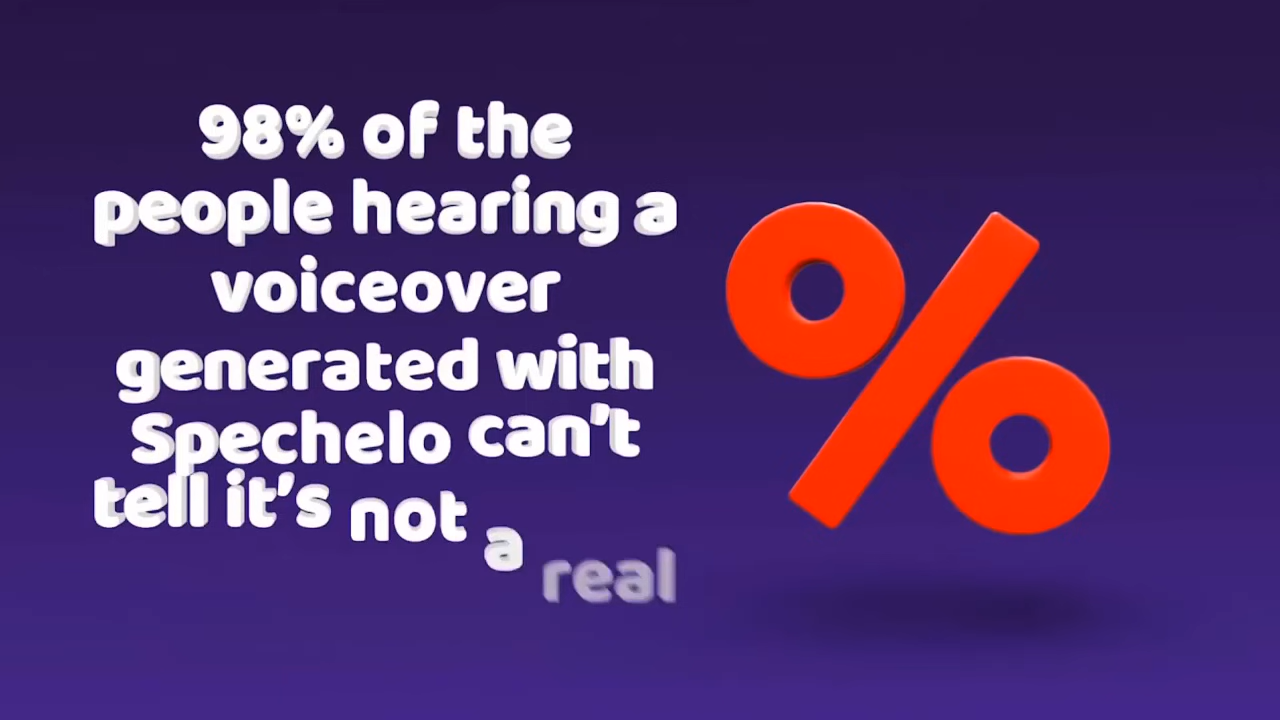 98% of the
people hearing a
voiceover
generated with
Spechelo can't
tell it's not a real
%